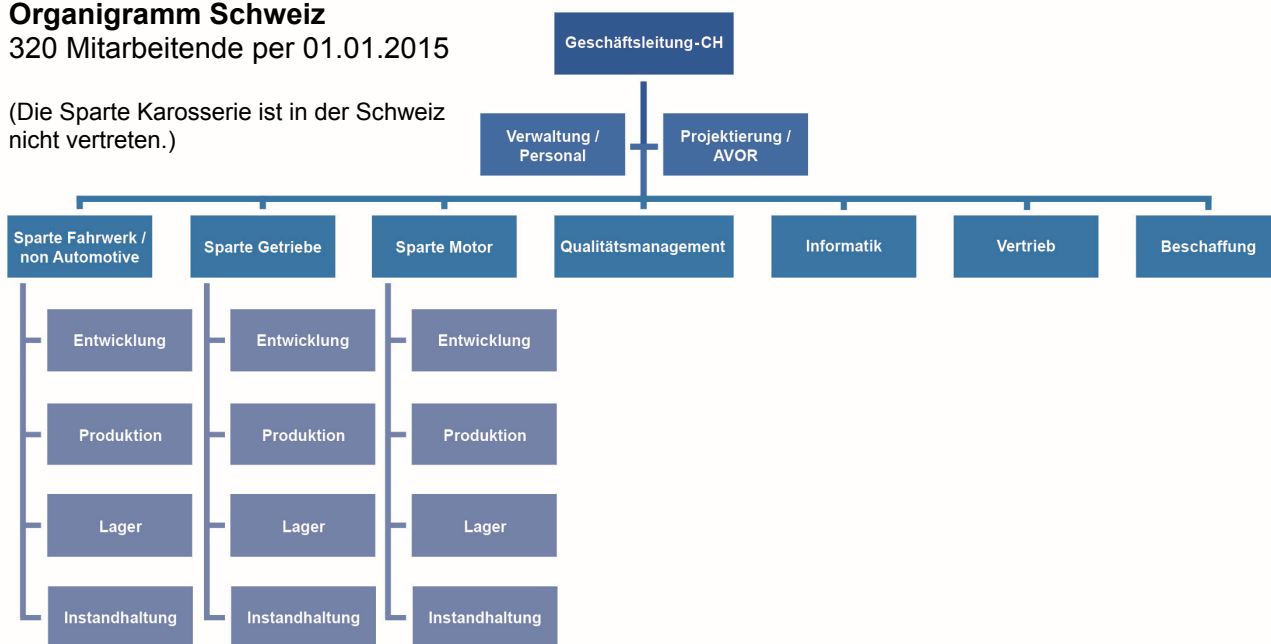 Organigramm Schweiz
320 Mitarbeitende per 01.01.2015
(Die Sparte Karosserie ist in der Schweiz
nicht vertreten.)
Geschäftsleitung-CH
Verwaltung /
Personal
Projektierung /
AVOR
Sparte Fahrwerk /
non Automotive
Sparte Getriebe
Sparte Motor
Qualitätsmanagement
Informatik
Vertrieb
Beschaffung
Entwicklung
Entwicklung
Entwicklung
Produktion
Produktion
Produktion
Lager
Lager
Lager
Instandhaltung
Instandhaltung
Instandhaltung